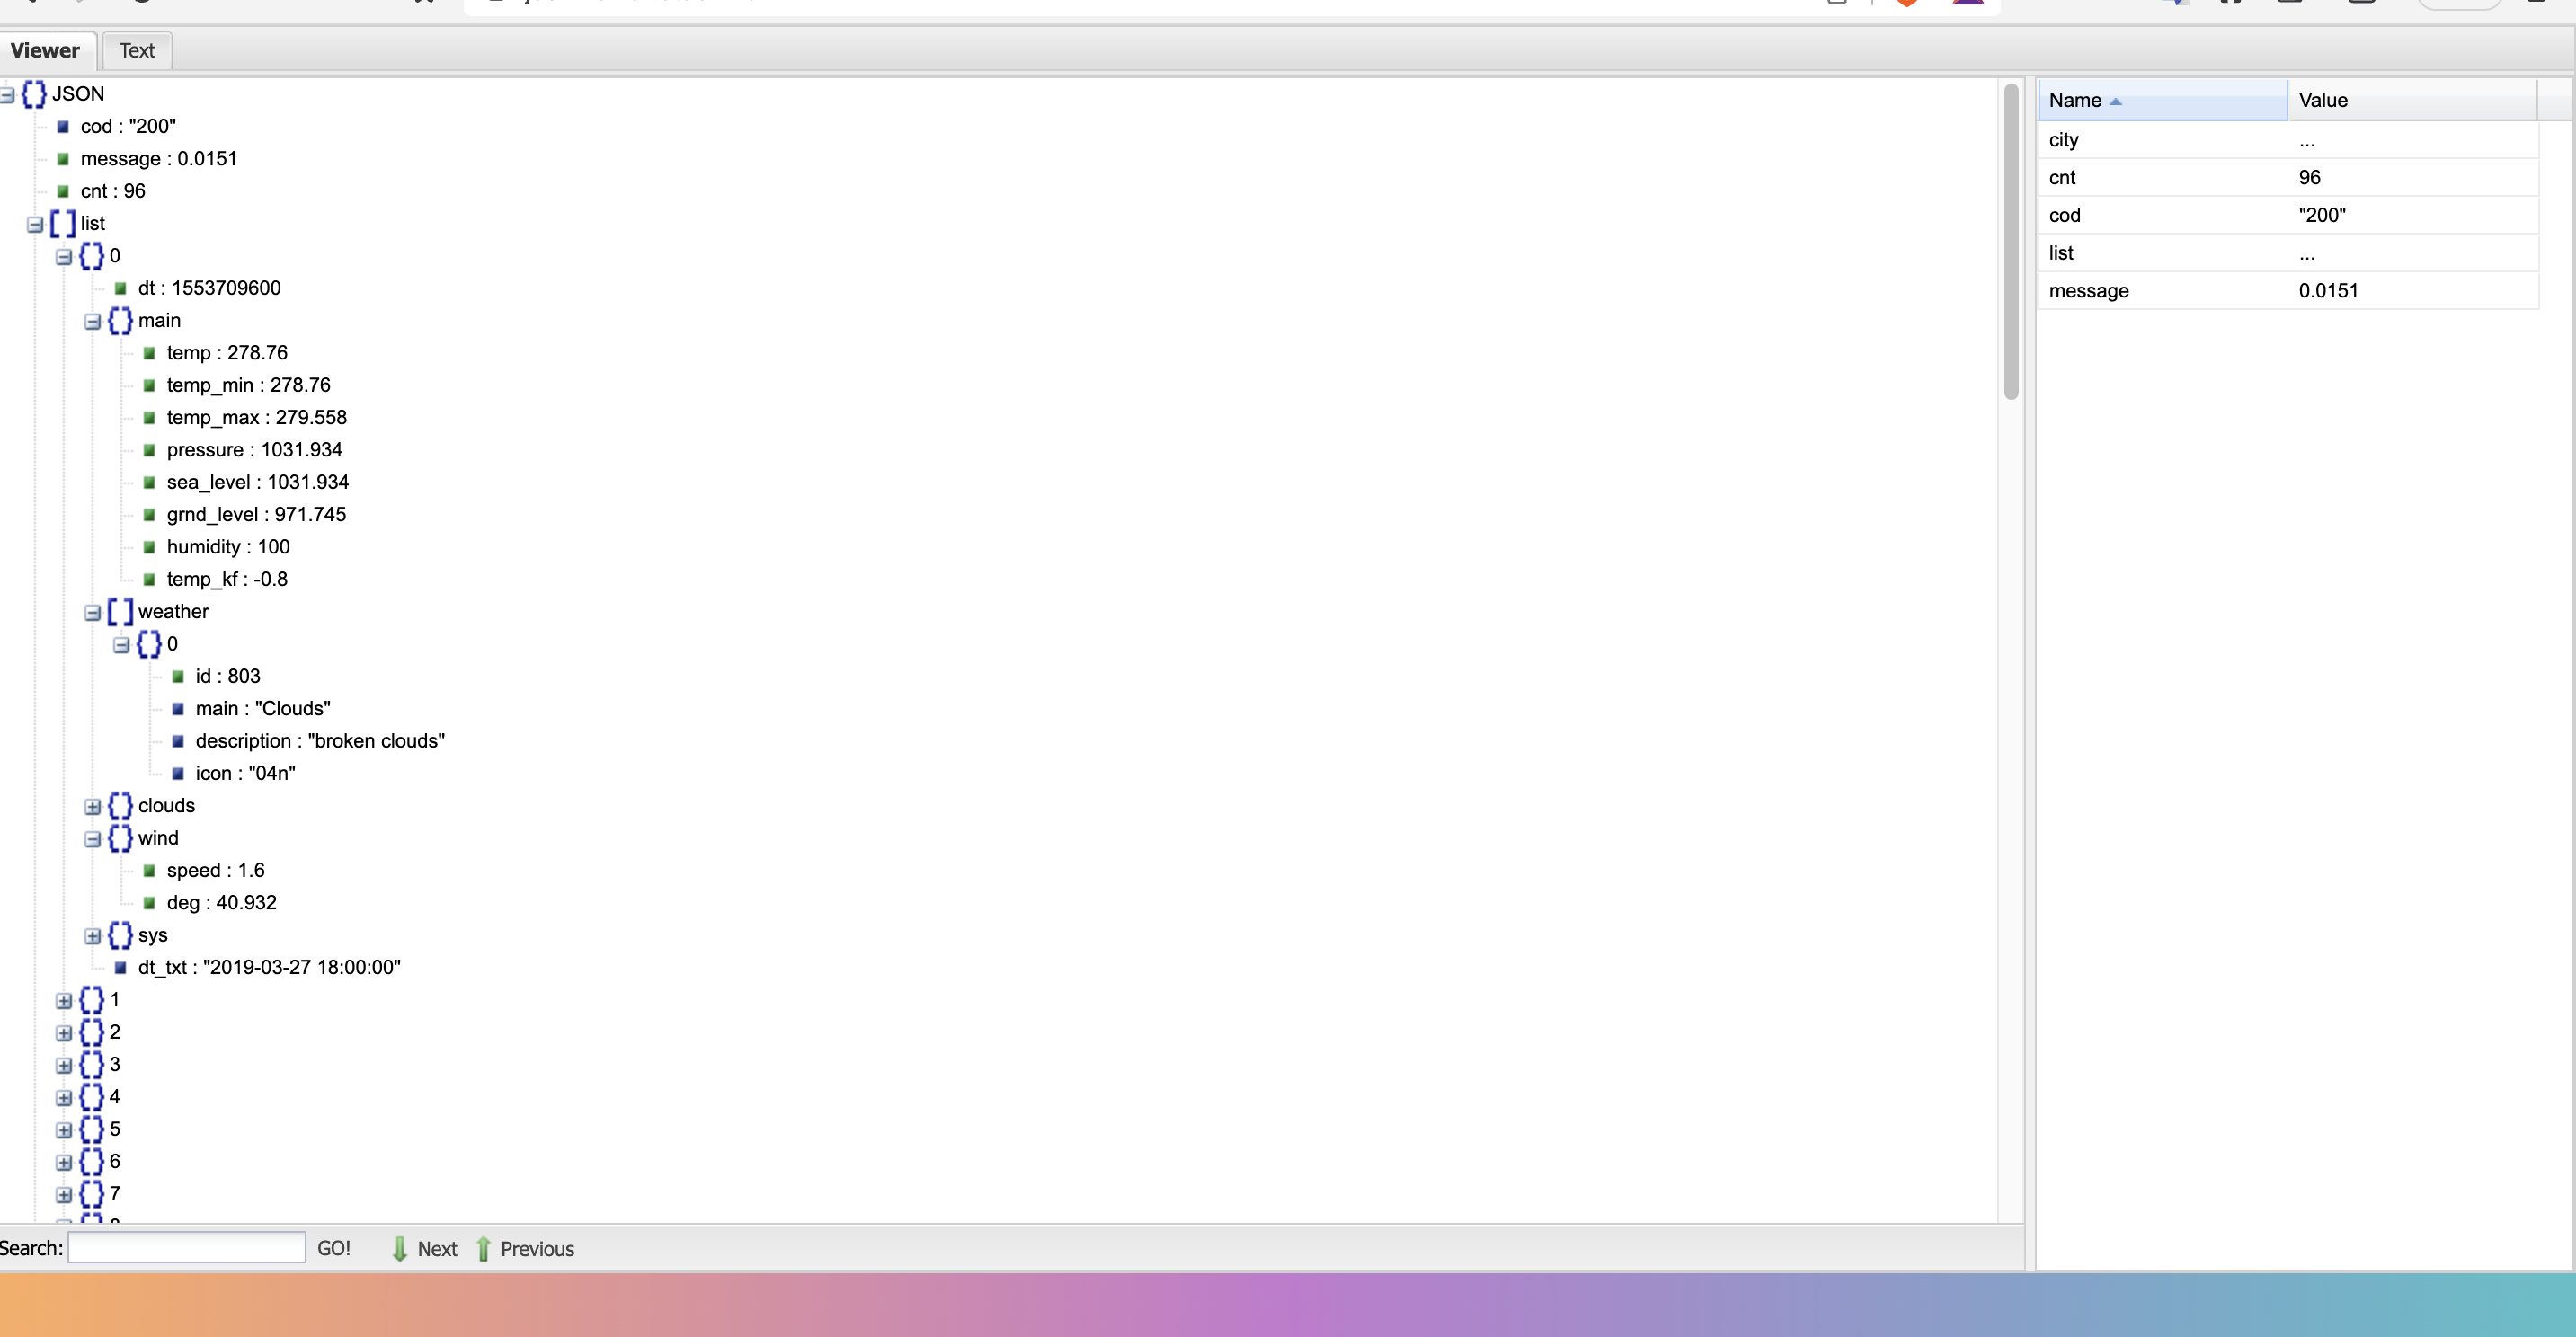 Viewer Text
JSON
cod : "200"
message : 0.0151
cnt : 96
list
0
dt : 1553709600
main
temp : 278.76
temp_min : 278.76
temp_max : 279.558
pressure : 1031.934
sea_level : 1031.934
grnd_level : 971.745
humidity : 100
temp_kf : -0.8
weather
0
id : 803
main : "Clouds"
description : "broken clouds"
icon : "04n"
clouds
wind
speed : 1.6
deg : 40.932
sys
dt_txt : "2019-03-27 18:00:00"
1
2
3
4
5
6
7
Search: GO! Next Previous
Name Value
city ...
cnt 96
cod "200"
list ...
message 0.0151